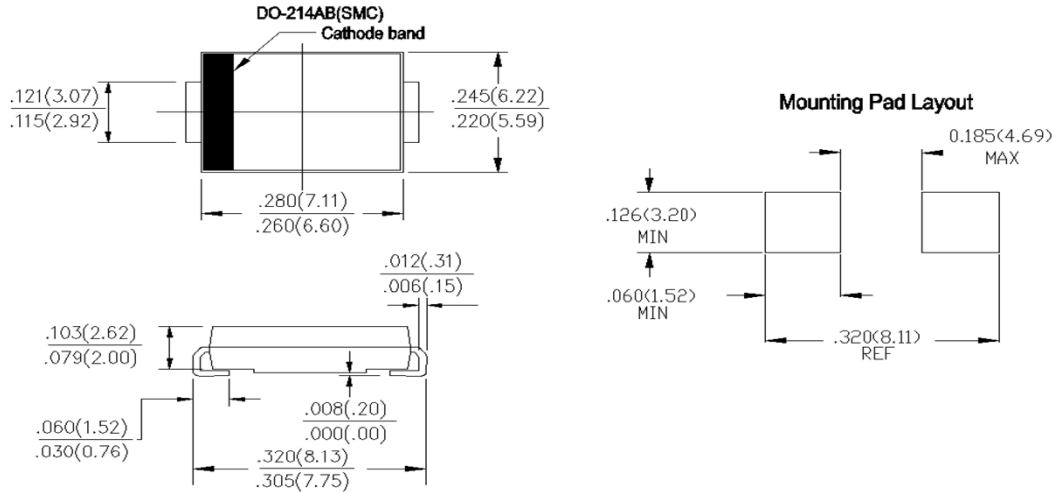 DO-214AB(SMC)
Cathode band
.121(3.07)
.115(2.92)
.245(6.22)
.220(5.59)
.280(7.11)
.260(6.60)
.012(.31)
.006(.15)
.103(2.62)
.079(2.00)
.008(.20)
.000(.00)
.060(1.52)
.030(0.76)
.320(8.13)
.305(7.75)
Mounting Pad Layout
0.185(4.69)
MAX
.126(3.20)
MIN
.060(1.52)
MIN
.320(8.11)
REF